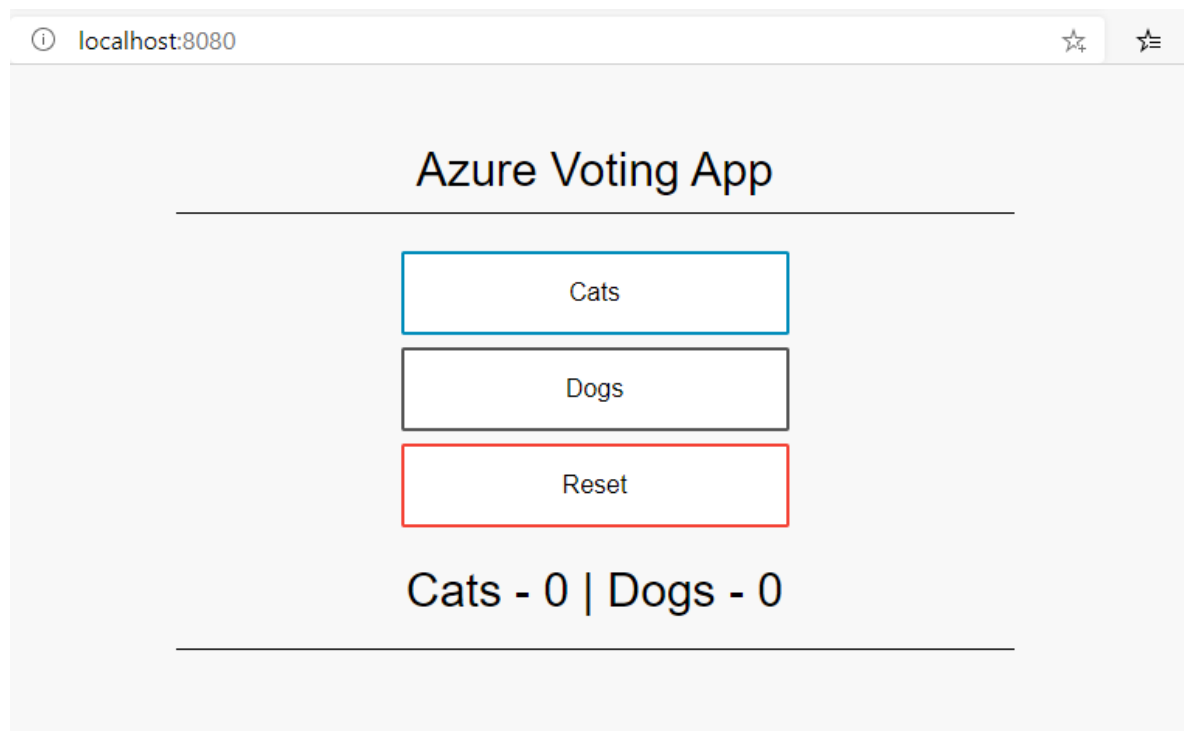 localhost:8080
Azure Voting App
Cats
Dogs
Reset
Cats - 0 | Dogs - 0